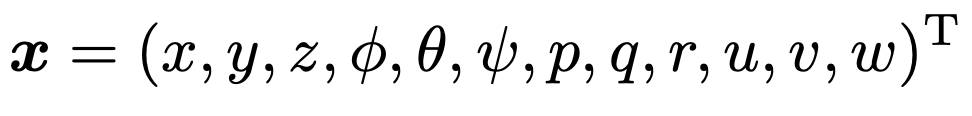 𝒙 = (x, y, z, ϕ, θ, ψ, p, q, r, u, v, w)ᵀ